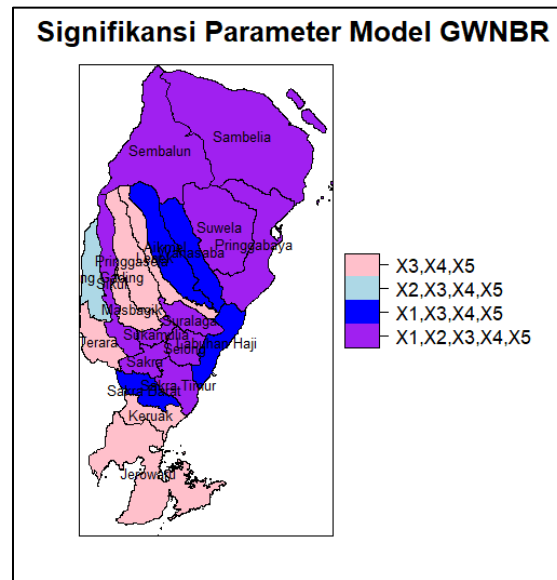 Signifikansi Parameter Model GWNBR
Sambelia
Sembalun
Suwela
Pringgabaya
Aikmel
Wanasaba
Pringgasela
Sikur
Masbagik
Suralaga
Terara
Sukamulia
Labuhan Haji
Selong
Sakra
Sakra Timur
Sakra Barat
Keruak
Jerowaru
X3,X4,X5
X2,X3,X4,X5
X1,X3,X4,X5
X1,X2,X3,X4,X5